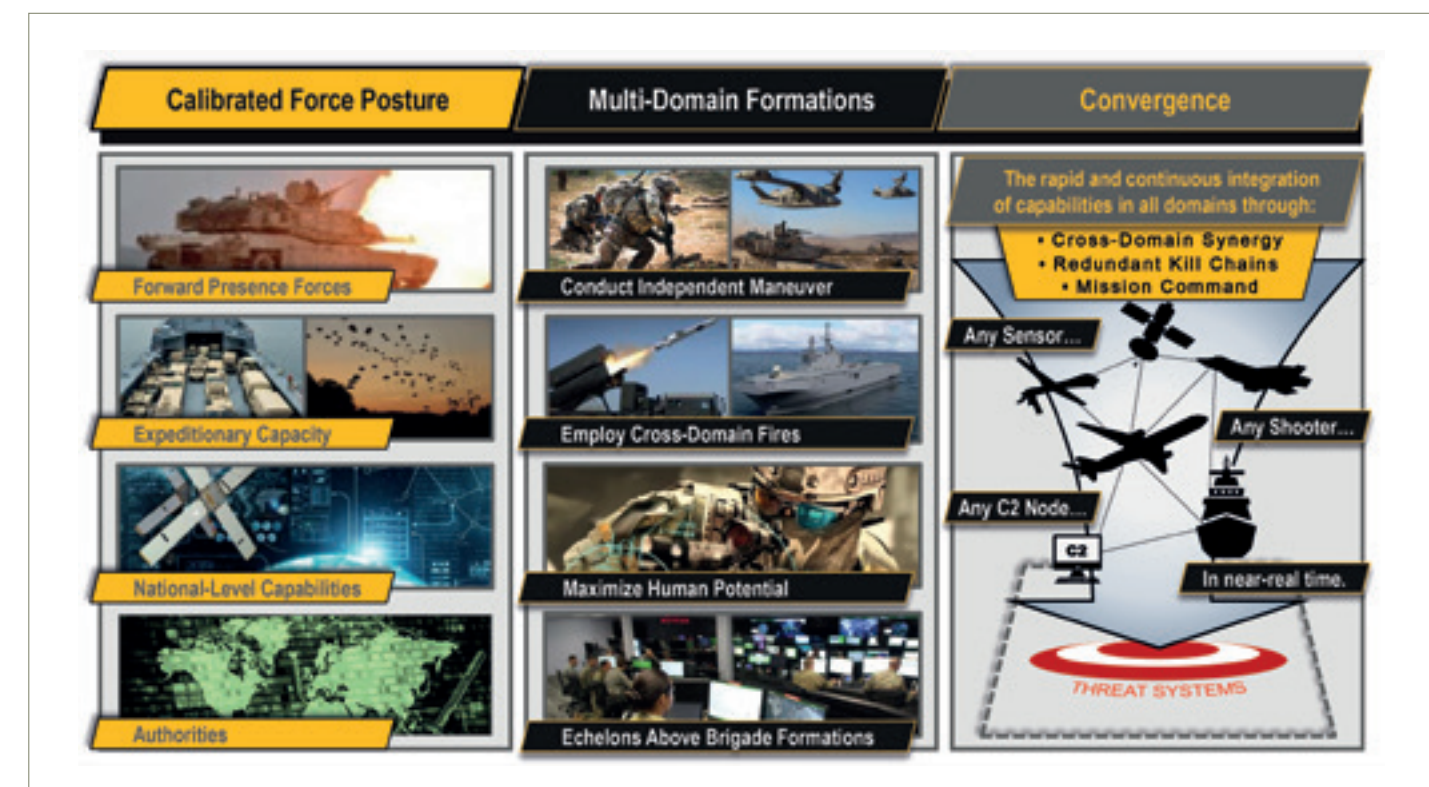 Calibrated Force Posture
Multi-Domain Formations
Convergence
Forward Presence Forces
Expeditionary Capacity
National-Level Capabilities
Authorities
Conduct Independent Maneuver
Employ Cross-Domain Fires
Maximize Human Potential
Echelons Above Brigade Formations
The rapid and continuous integration
of capabilities in all domains through:
• Cross-Domain Synergy
• Redundant Kill Chains
• Mission Command
Any Sensor...
Any Shooter...
Any C2 Node...
C2
In near-real time.
THREAT SYSTEMS